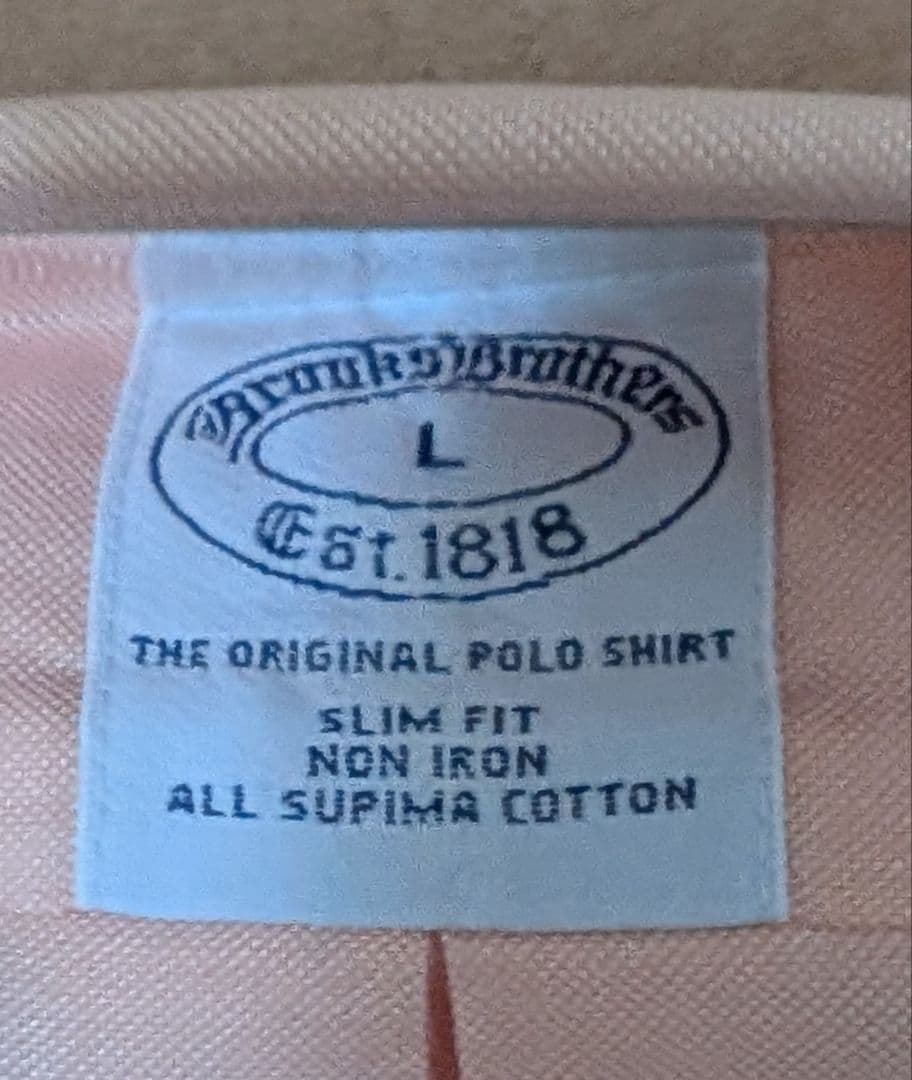 Brooks Brothers
L
Est. 1818
THE ORIGINAL POLO SHIRT
SLIM FIT
NON IRON
ALL SUPIMA COTTON